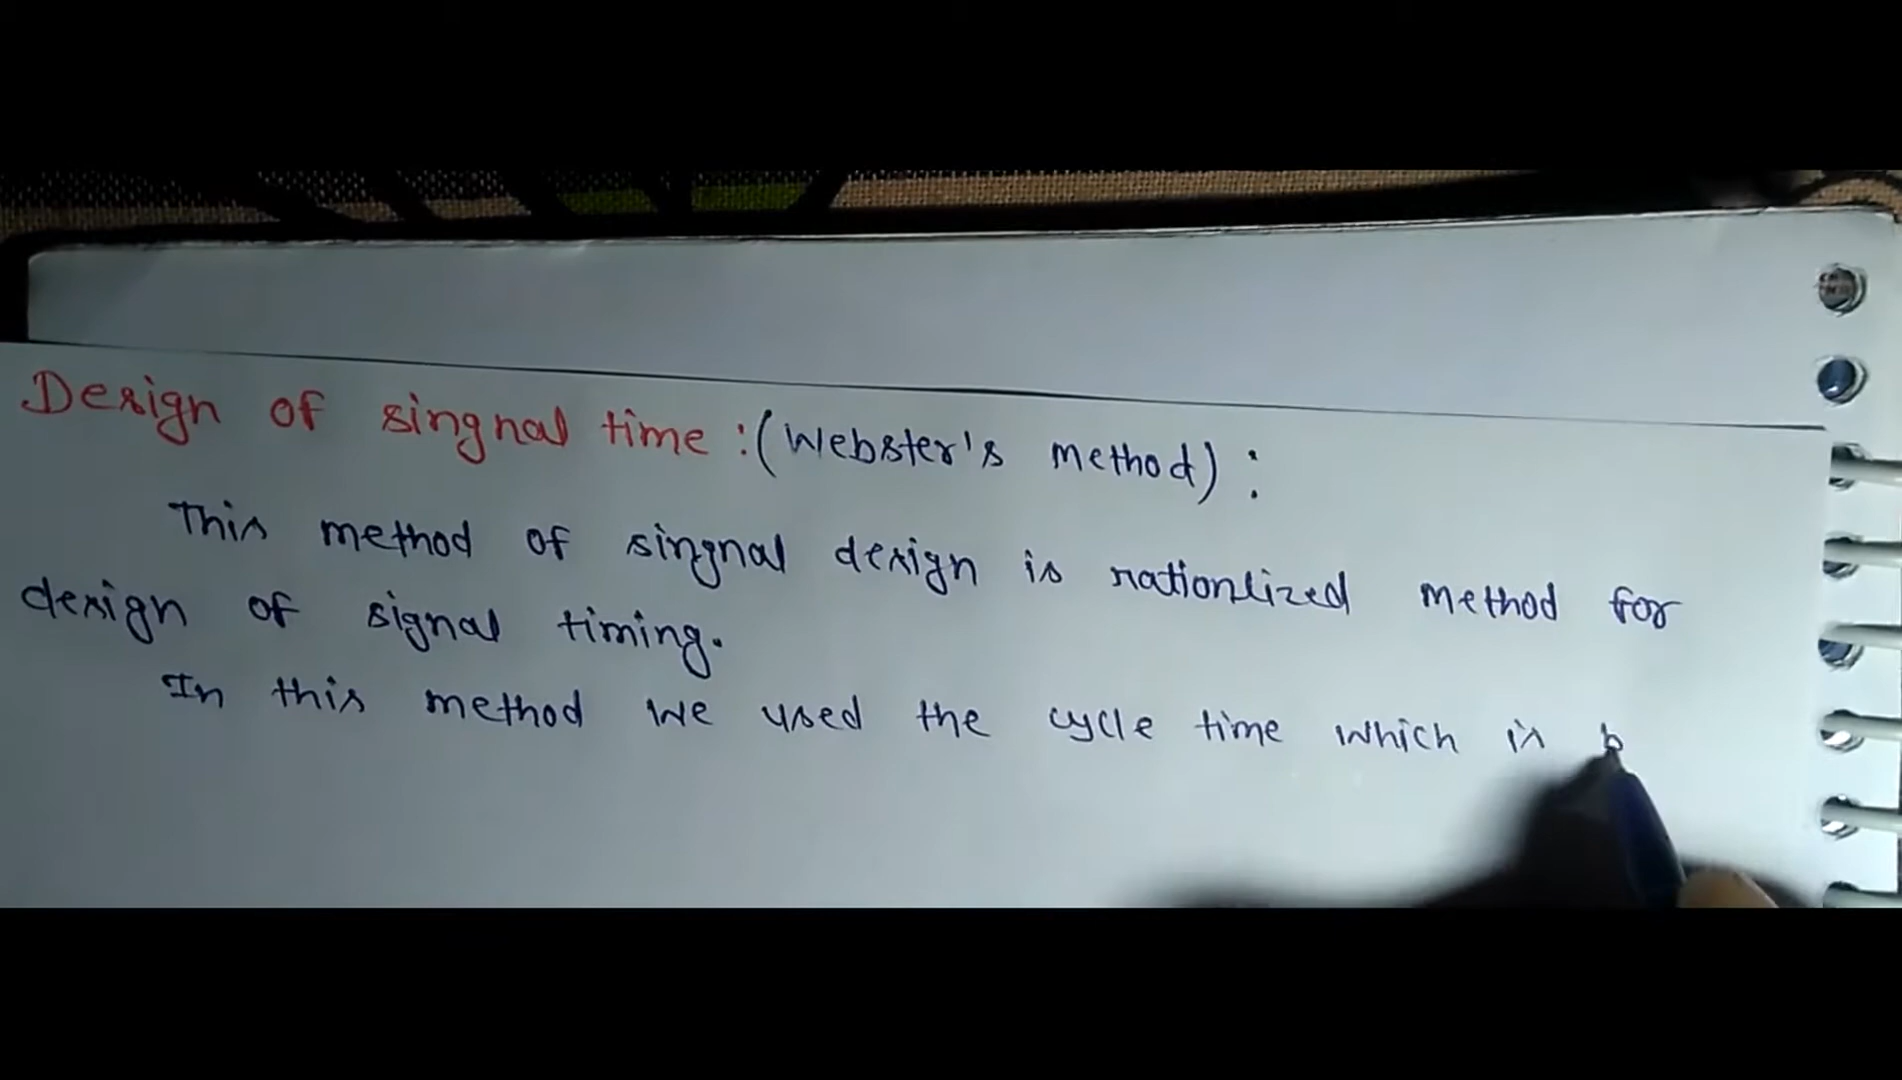 Design of singnal time :(Webster's method) :
This method of singnal design is rationlized method for
design of signal timing.
In this method we used the cycle time which is b